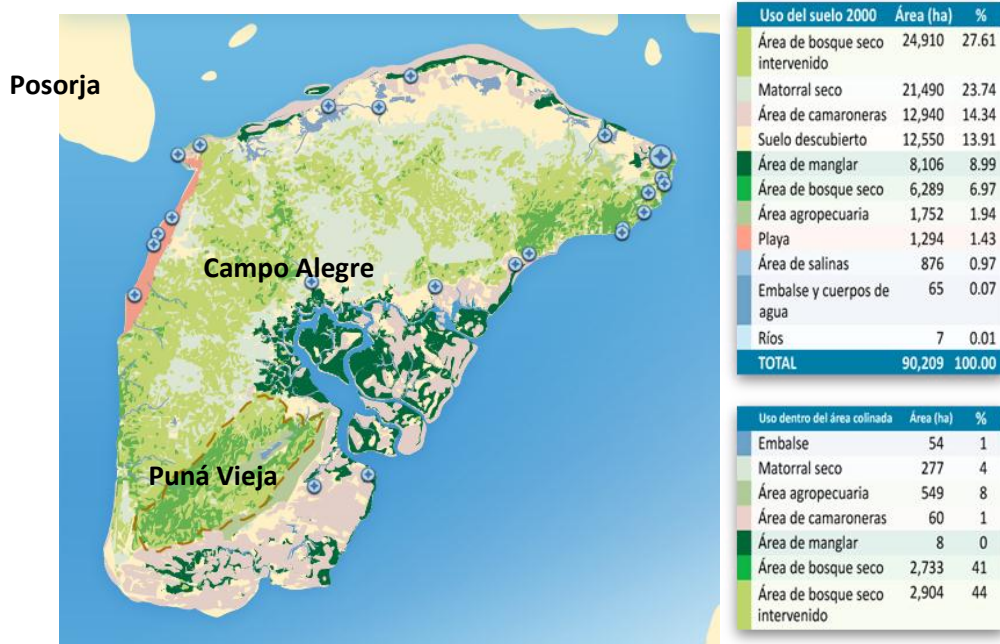 Posorja
Campo Alegre
Puná Vieja
Uso del suelo 2000 Área (ha) %
Área de bosque seco 24,910 27.61
intervenido
Matorral seco 21,490 23.74
Área de camaroneras 12,940 14.34
Suelo descubierto 12,550 13.91
Área de manglar 8,106 8.99
Área de bosque seco 6,289 6.97
Área agropecuaria 1,752 1.94
Playa 1,294 1.43
Área de salinas 876 0.97
Embalse y cuerpos de 65 0.07
agua
Ríos 7 0.01
TOTAL 90,209 100.00
Uso dentro del área colinada Área (ha) %
Embalse 54 1
Matorral seco 277 4
Área agropecuaria 549 8
Área de camaroneras 60 1
Área de manglar 8 0
Área de bosque seco 2,733 41
Área de bosque seco 2,904 44
intervenido